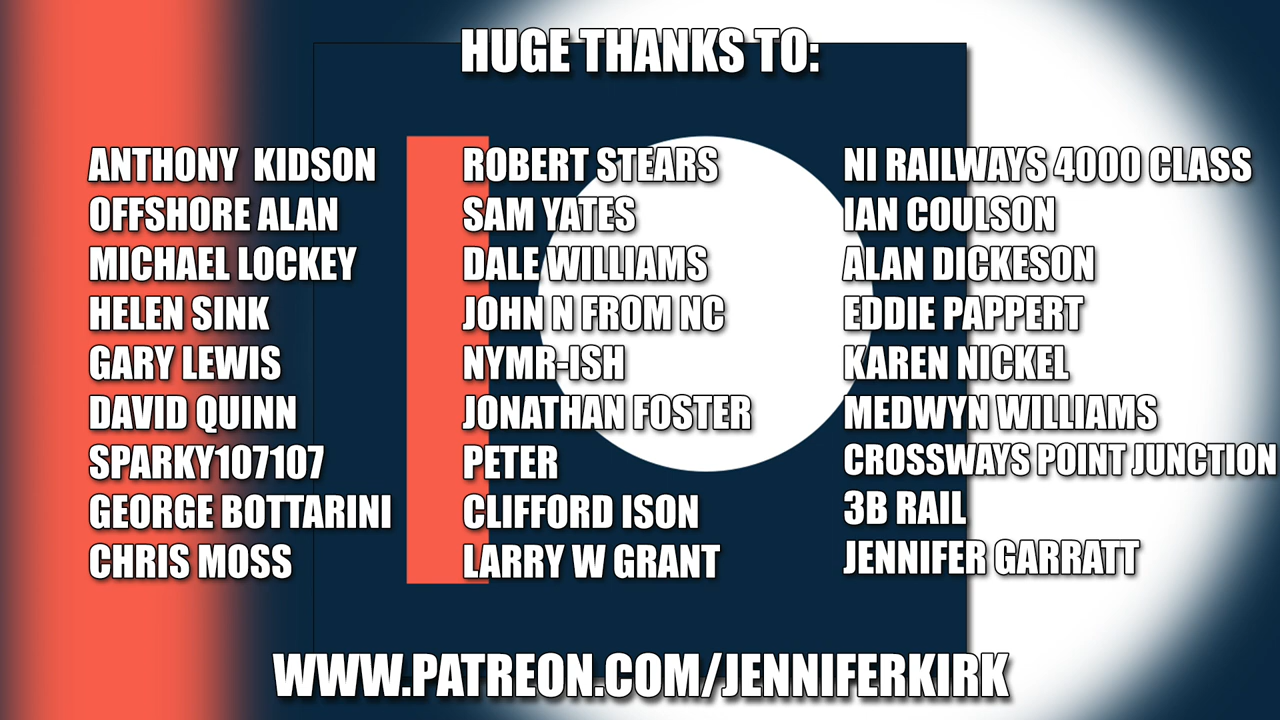 HUGE THANKS TO:
ANTHONY KIDSON
OFFSHORE ALAN
MICHAEL LOCKEY
HELEN SINK
GARY LEWIS
DAVID QUINN
SPARKY107107
GEORGE BOTTARINI
CHRIS MOSS
ROBERT STEARS
SAM YATES
DALE WILLIAMS
JOHN N FROM NC
NYMR-ISH
JONATHAN FOSTER
PETER
CLIFFORD ISON
LARRY W GRANT
NI RAILWAYS 4000 CLASS
IAN COULSON
ALAN DICKESON
EDDIE PAPPERT
KAREN NICKEL
MEDWYN WILLIAMS
CROSSWAYS POINT JUNCTION
3B RAIL
JENNIFER GARRATT
WWW.PATREON.COM/JENNIFERKIRK